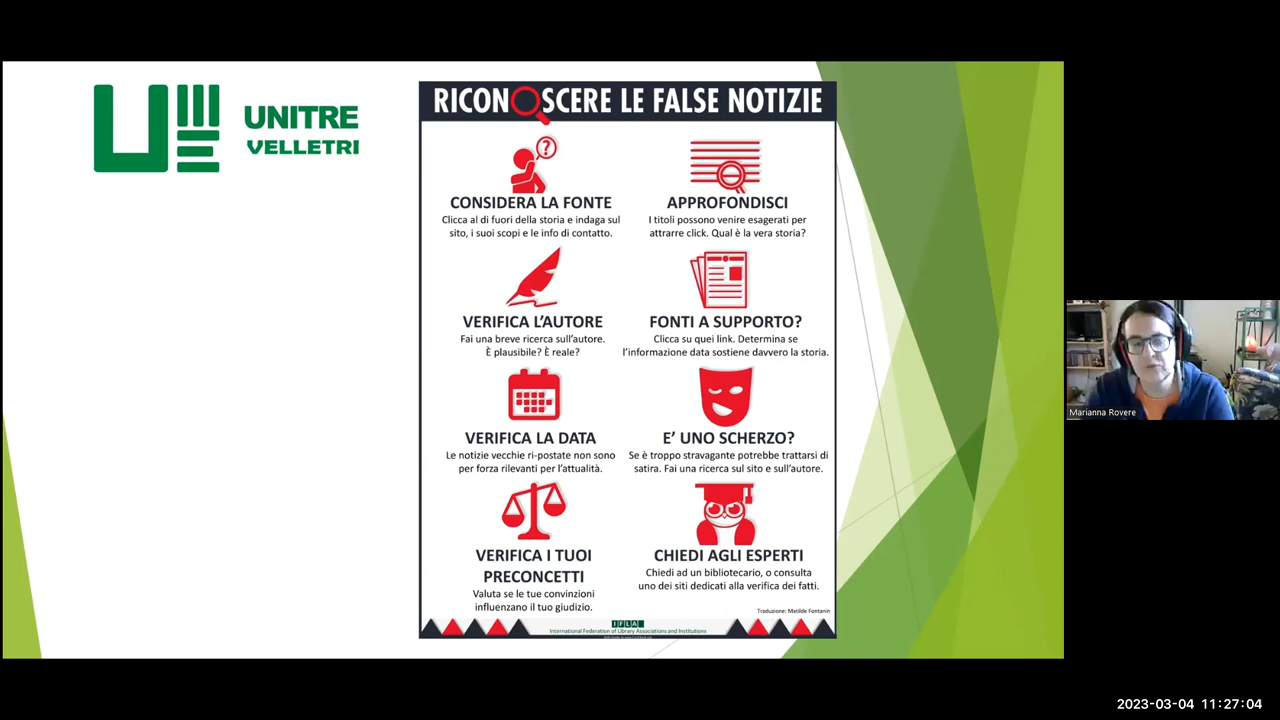 UNITRE
VELLETRI
RICONOSCERE LE FALSE NOTIZIE
?
CONSIDERA LA FONTE
Clicca al di fuori della storia e indaga sul
sito, i suoi scopi e le info di contatto.
APPROFONDISCI
I titoli possono venire esagerati per
attrarre click. Qual è la vera storia?
VERIFICA L'AUTORE
Fai una breve ricerca sull'autore.
È plausibile? È reale?
FONTI A SUPPORTO?
Clicca su quei link. Determina se
l'informazione data sostiene davvero la storia.
VERIFICA LA DATA
Le notizie vecchie ri-postate non sono
per forza rilevanti per l'attualità.
E' UNO SCHERZO?
Se è troppo stravagante potrebbe trattarsi di
satira. Fai una ricerca sul sito e sull'autore.
VERIFICA I TUOI
PRECONCETTI
Valuta se le tue convinzioni
influenzano il tuo giudizio.
CHIEDI AGLI ESPERTI
Chiedi ad un bibliotecario, o consulta
uno dei siti dedicati alla verifica dei fatti.
Traduzione: Matilde Fontanin
IFLA
International Federation of Library Associations and Institutions
Marianna Rovere
2023-03-04 11:27:04